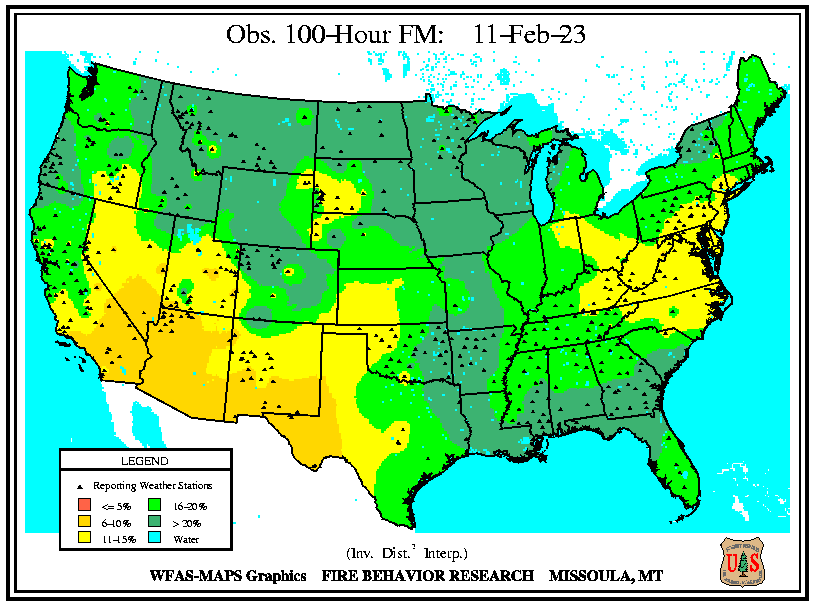 Obs. 100-Hour FM: 11-Feb-23
LEGEND
Reporting Weather Stations
<= 5%
16-20%
6-10%
> 20%
11-15%
Water
(Inv. Dist.² Interp.)
WFAS-MAPS Graphics FIRE BEHAVIOR RESEARCH MISSOULA, MT
U S